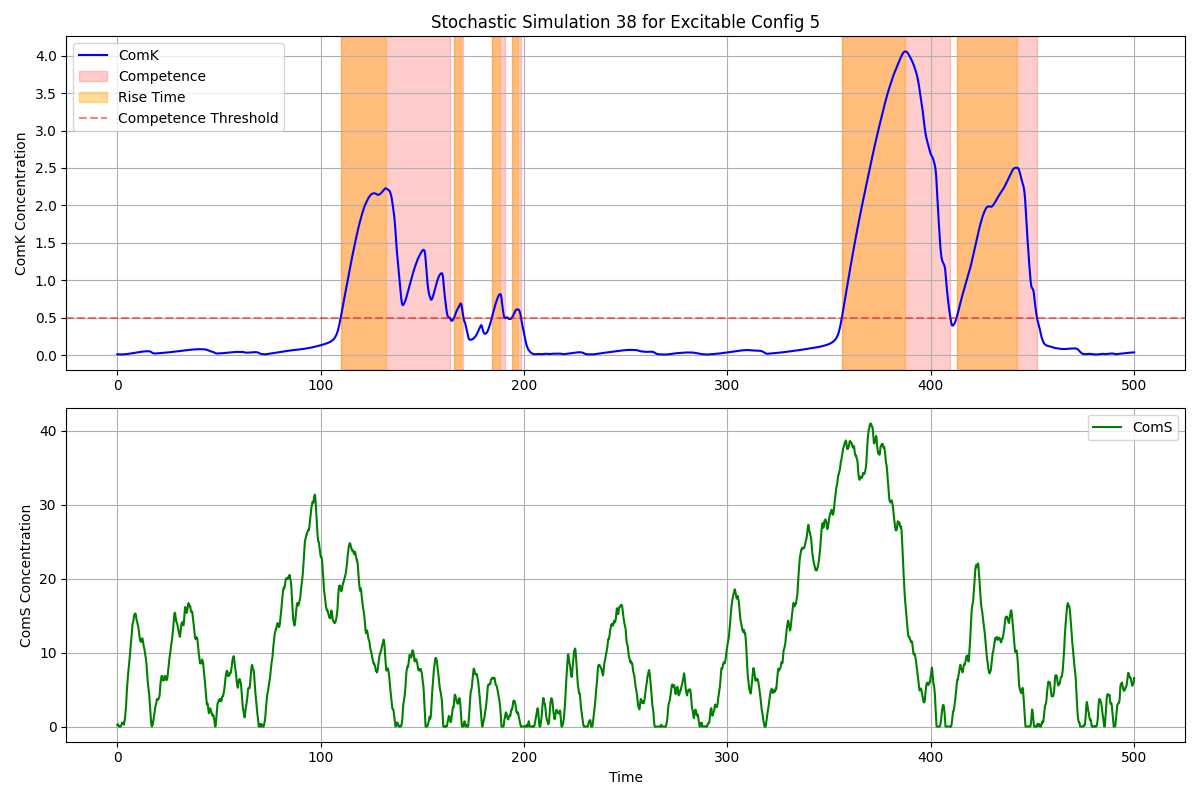 Stochastic Simulation 38 for Excitable Config 5
ComK Concentration
4.0
3.5
3.0
2.5
2.0
1.5
1.0
0.5
0.0
ComK
Competence
Rise Time
Competence Threshold
0 100 200 300 400 500
ComS Concentration
40
30
20
10
0
ComS
0 100 200 300 400 500
Time